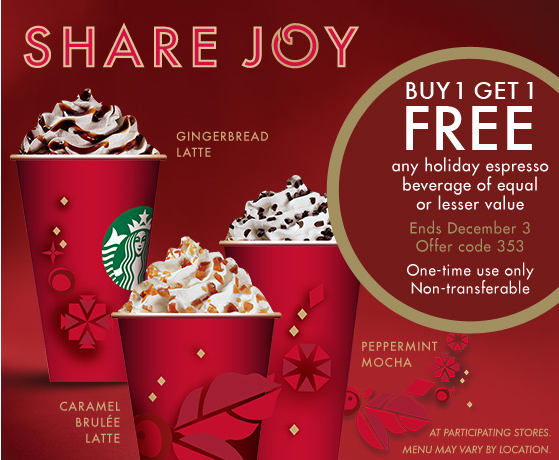 SHARE JOY
GINGERBREAD
LATTE
BUY 1 GET 1
FREE
any holiday espresso
beverage of equal
or lesser value
Ends December 3
Offer code 353
One-time use only
Non-transferable
PEPPERMINT
MOCHA
CARAMEL
BRULÉE
LATTE
AT PARTICIPATING STORES.
MENU MAY VARY BY LOCATION.